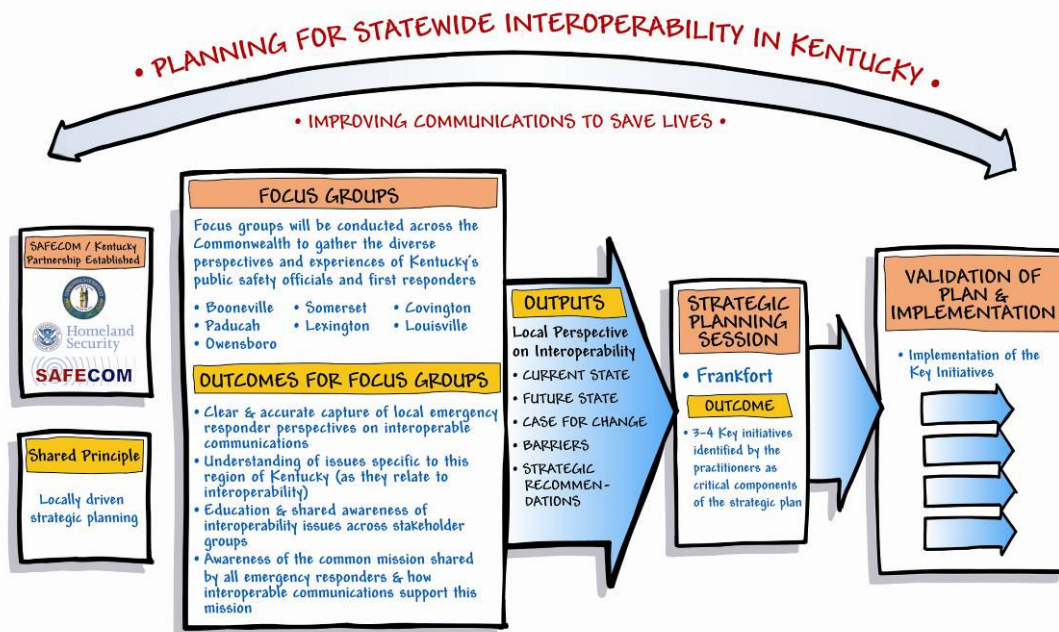 • PLANNING FOR STATEWIDE INTEROPERABILITY IN KENTUCKY •
• IMPROVING COMMUNICATIONS TO SAVE LIVES •
SAFECOM / Kentucky
Partnership Established
Homeland
Security
SAFECOM
Shared Principle
Locally driven
strategic planning
FOCUS GROUPS
Focus groups will be conducted across the
Commonwealth to gather the diverse
perspectives and experiences of Kentucky's
public safety officials and first responders
• Booneville • Somerset • Covington
• Paducah • Lexington • Louisville
• Owensboro
OUTCOMES FOR FOCUS GROUPS
• Clear & accurate capture of local emergency
responder perspectives on interoperable
communications
• Understanding of issues specific to this
region of Kentucky (as they relate to
interoperability)
• Education & shared awareness of
interoperability issues across stakeholder
groups
• Awareness of the common mission shared
by all emergency responders & how
interoperable communications support this
mission
OUTPUTS
Local Perspective
on Interoperability
• CURRENT STATE
• FUTURE STATE
• CASE FOR CHANGE
• BARRIERS
• STRATEGIC
RECOMMEN-
DATIONS
STRATEGIC
PLANNING
SESSION
• Frankfort
OUTCOME
• 3-4 Key initiatives
identified by the
practitioners as
critical components
of the strategic plan
VALIDATION OF
PLAN &
IMPLEMENTATION
• Implementation of the
Key Initiatives